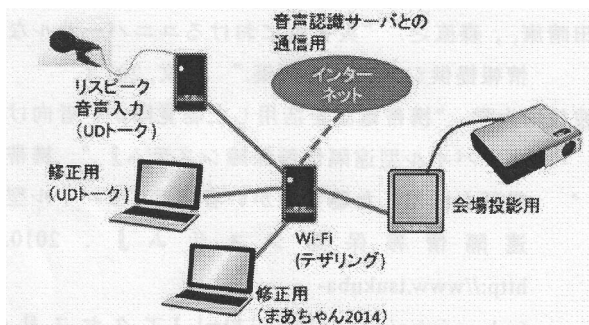 音声認識サーバとの
通信用
インター
ネット
リスピーク
音声入力
(UDトーク)
修正用
(UDトーク)
Wi-Fi
(テザリング)
会場投影用
修正用
(まあちゃん2014)